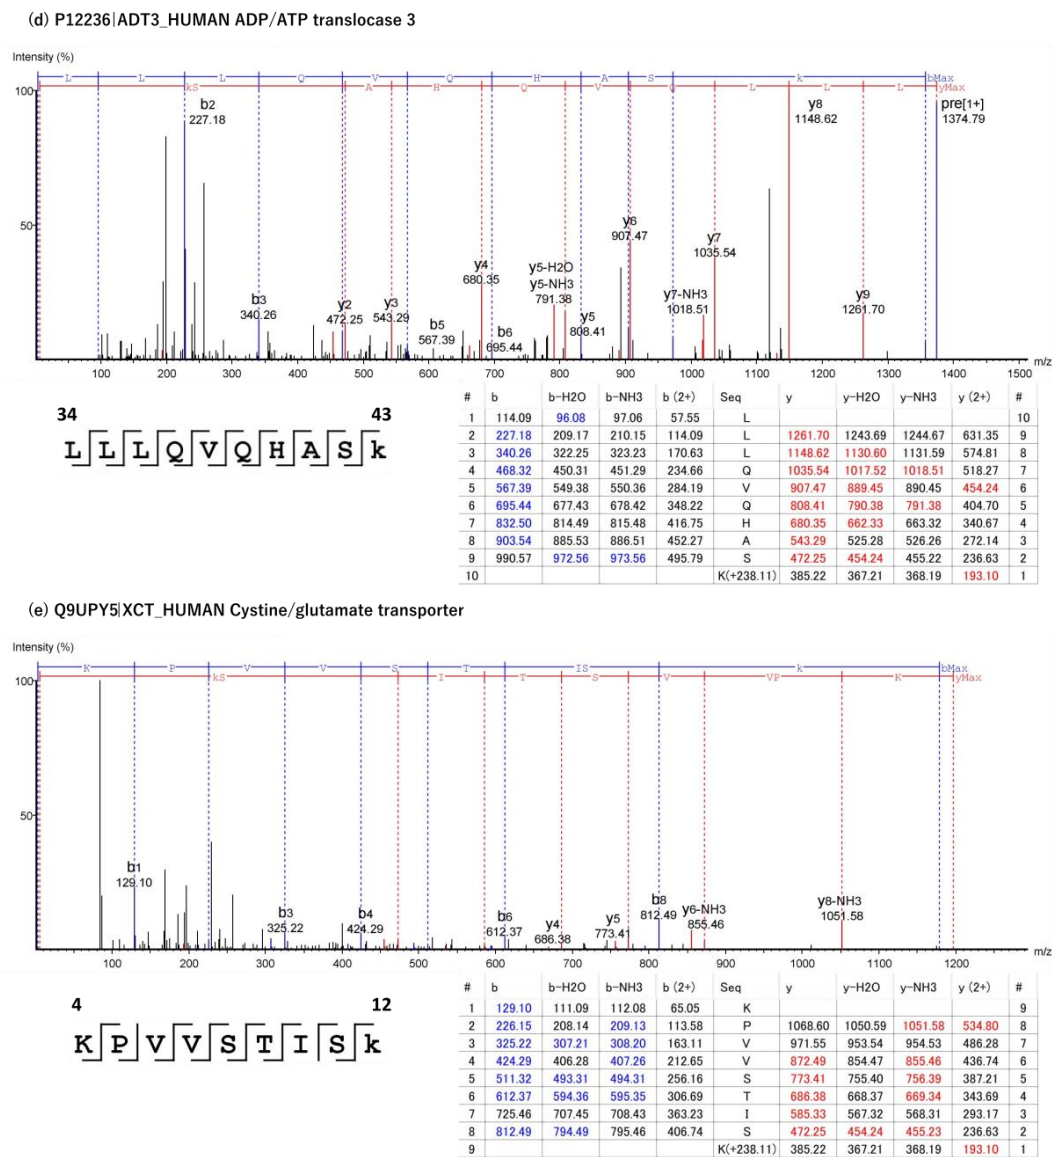 (d) P12236|ADT3_HUMAN ADP/ATP translocase 3
Intensity (%)
L L L Q V Q H A S k bMax
kS A H Q V Q L L L yMax
100
50
b2
227.18
b3
340.26
y2
472.25
y3
543.29
b5
567.39
y4
680.35
b6
695.44
y5-H2O
y5-NH3
791.38
y5
808.41
y6
907.47
y7-NH3
1018.51
y7
1035.54
y8
1148.62
y9
1261.70
pre[1+]
1374.79
100 200 300 400 500 600 700 800 900 1000 1100 1200 1300 1400 1500 m/z
34 43
L L L Q V Q H A S k
# b b-H2O b-NH3 b (2+) Seq y y-H2O y-NH3 y (2+) #
1 114.09 96.08 97.06 57.55 L 10
2 227.18 209.17 210.15 114.09 L 1261.70 1243.69 1244.67 631.35 9
3 340.26 322.25 323.23 170.63 L 1148.62 1130.60 1131.59 574.81 8
4 468.32 450.31 451.29 234.66 Q 1035.54 1017.52 1018.51 518.27 7
5 567.39 549.38 550.36 284.19 V 907.47 889.45 890.45 454.24 6
6 695.44 677.43 678.42 348.22 Q 808.41 790.38 791.38 404.70 5
7 832.50 814.49 815.48 416.75 H 680.35 662.33 663.32 340.67 4
8 903.54 885.53 886.51 452.27 A 543.29 525.28 526.26 272.14 3
9 990.57 972.56 973.56 495.79 S 472.25 454.24 455.22 236.63 2
10 K(+238.11) 385.22 367.21 368.19 193.10 1
(e) Q9UPY5|XCT_HUMAN Cystine/glutamate transporter
Intensity (%)
K P V V S T IS k bMax
kS I T S V VP K yMax
100
50
b1
129.10
b3
325.22
b4
424.29
b6
612.37
y4
686.38
y5
773.41
b8
812.49
y6-NH3
855.46
y8-NH3
1051.58
100 200 300 400 500 600 700 800 900 1000 1100 1200 m/z
4 12
K P V V S T I S k
# b b-H2O b-NH3 b (2+) Seq y y-H2O y-NH3 y (2+) #
1 129.10 111.09 112.08 65.05 K 9
2 226.15 208.14 209.13 113.58 P 1068.60 1050.59 1051.58 534.80 8
3 325.22 307.21 308.20 163.11 V 971.55 953.54 954.53 486.28 7
4 424.29 406.28 407.26 212.65 V 872.49 854.47 855.46 436.74 6
5 511.32 493.31 494.31 256.16 S 773.41 755.40 756.39 387.21 5
6 612.37 594.36 595.35 306.69 T 686.38 668.37 669.34 343.69 4
7 725.46 707.45 708.43 363.23 I 585.33 567.32 568.31 293.17 3
8 812.49 794.49 795.46 406.74 S 472.25 454.24 455.23 236.63 2
9 K(+238.11) 385.22 367.21 368.19 193.10 1